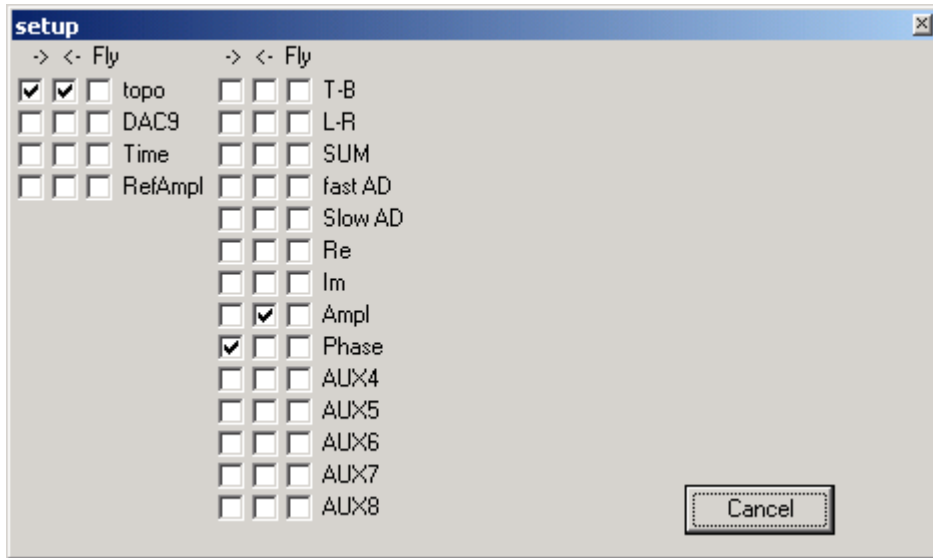 setup
-> <- Fly
topo
DAC9
Time
RefAmpl
-> <- Fly
T-B
L-R
SUM
fast AD
Slow AD
Re
Im
Ampl
Phase
AUX4
AUX5
AUX6
AUX7
AUX8
Cancel